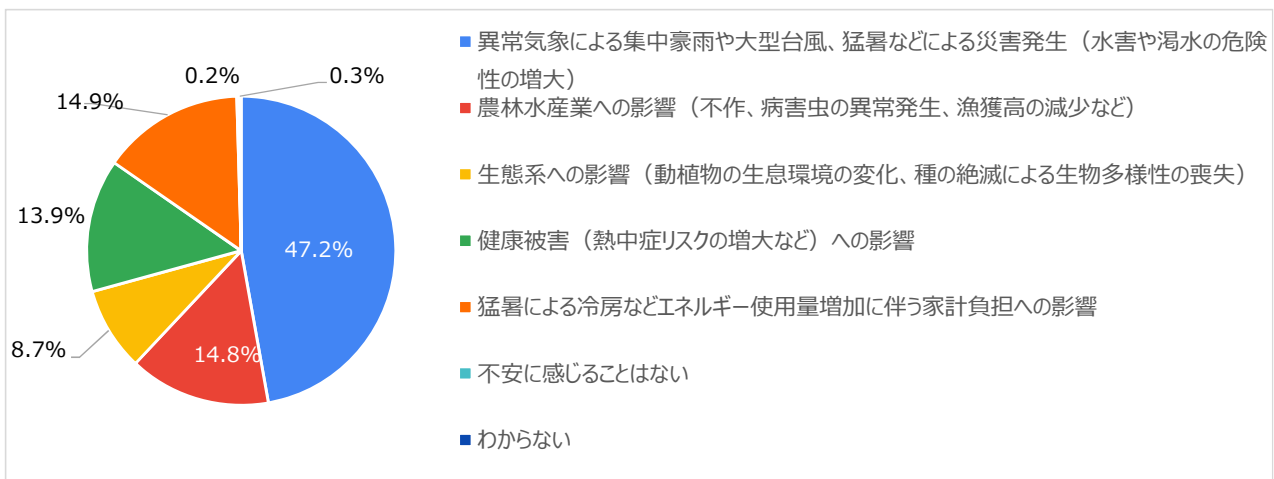 異常気象による集中豪雨や大型台風、猛暑などによる災害発生（水害や渇水の危険
性の増大）
農林水産業への影響（不作、病害虫の異常発生、漁獲高の減少など）
生態系への影響（動植物の生息環境の変化、種の絶滅による生物多様性の喪失）
健康被害（熱中症リスクの増大など）への影響
猛暑による冷房などエネルギー使用量増加に伴う家計負担への影響
不安に感じることはない
わからない
0.2%
0.3%
14.9%
13.9%
47.2%
8.7%
14.8%